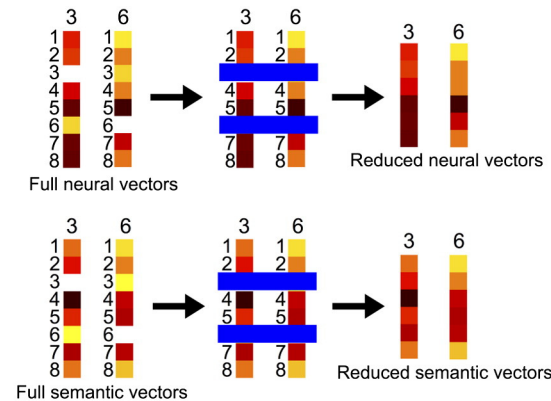 3 6 3 6 3 6
1 1 1 1
2 2 2 2
3 3
4 4 4 4
5 5 5 5
6 6
7 7 7 7
8 8 8 8
Full neural vectors
Reduced neural vectors
3 6 3 6 3 6
1 1 1 1
2 2 2 2
3 3
4 4 4 4
5 5 5 5
6 6
7 7 7 7
8 8 8 8
Full semantic vectors
Reduced semantic vectors